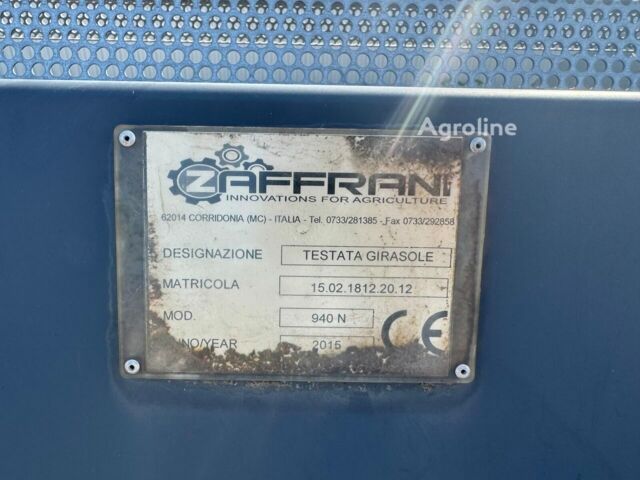 Agroline
ZAFFRANI
INNOVATIONS FOR AGRICULTURE
62014 CORRIDONIA (MC) - ITALIA - Tel. 0733/281385 - Fax 0733/292858
DESIGNAZIONE TESTATA GIRASOLE
MATRICOLA 15.02.1812.20.12
MOD. 940 N CE
/YEAR 2015